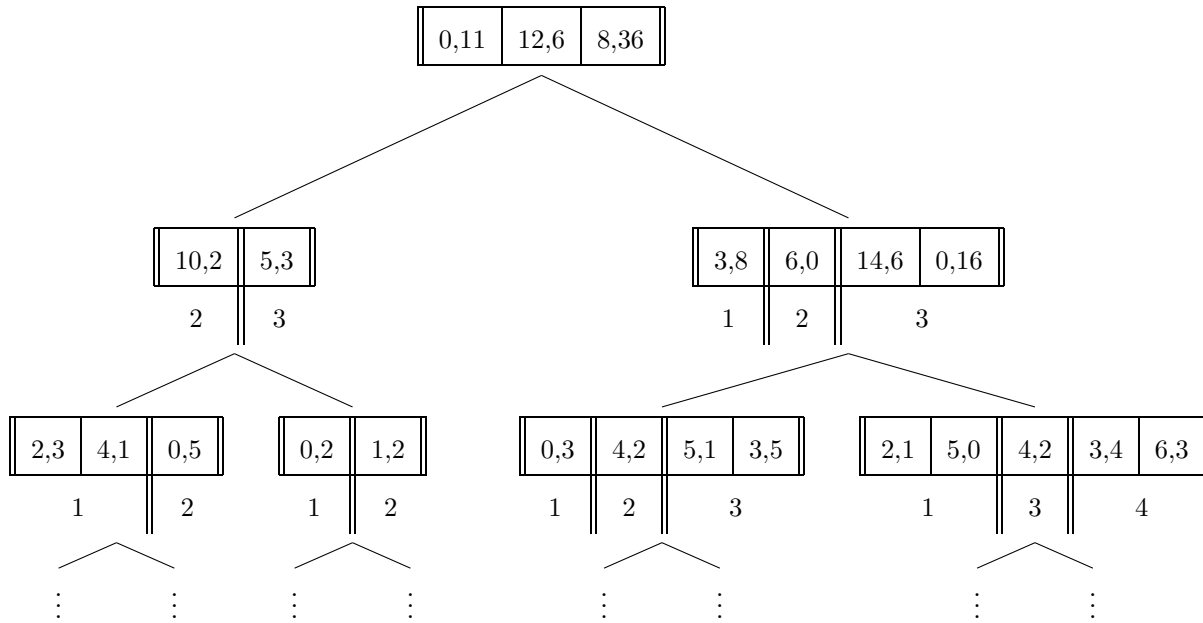 0,11 12,6 8,36
10,2 5,3 3,8 6,0 14,6 0,16
2 3 1 2 3
2,3 4,1 0,5 0,2 1,2 0,3 4,2 5,1 3,5 2,1 5,0 4,2 3,4 6,3
1 2 1 2 1 2 3 1 3 4
⋮ ⋮ ⋮ ⋮ ⋮ ⋮ ⋮ ⋮